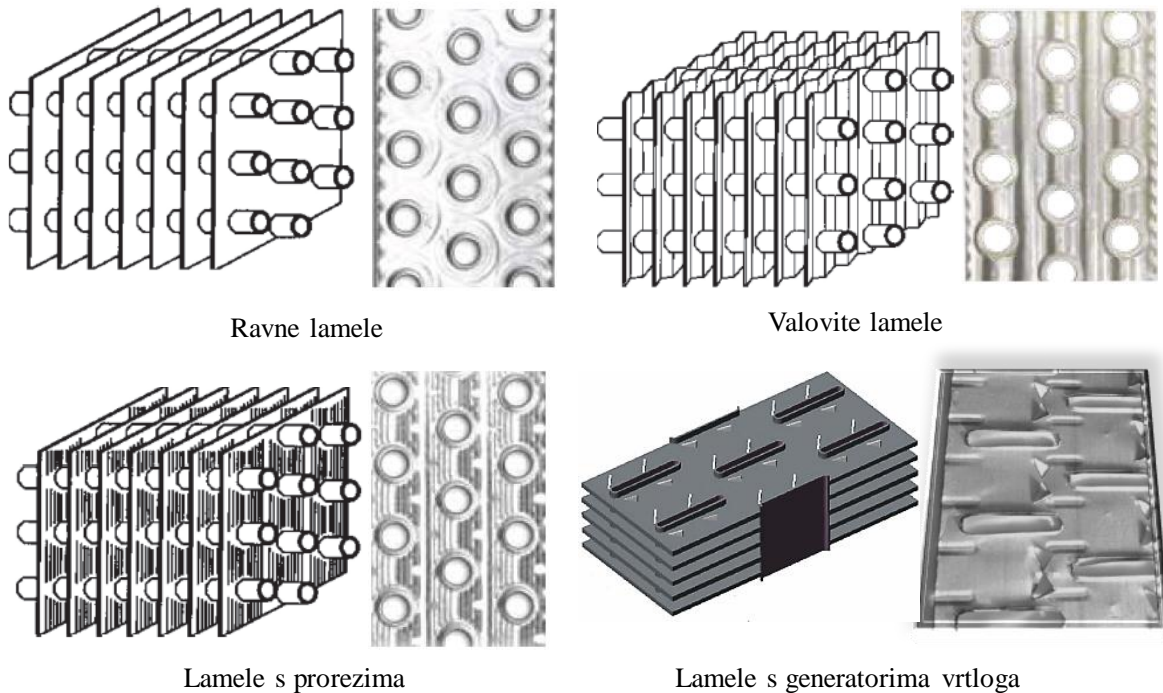 Ravne lamele
Valovite lamele
Lamele s prorezima
Lamele s generatorima vrtloga